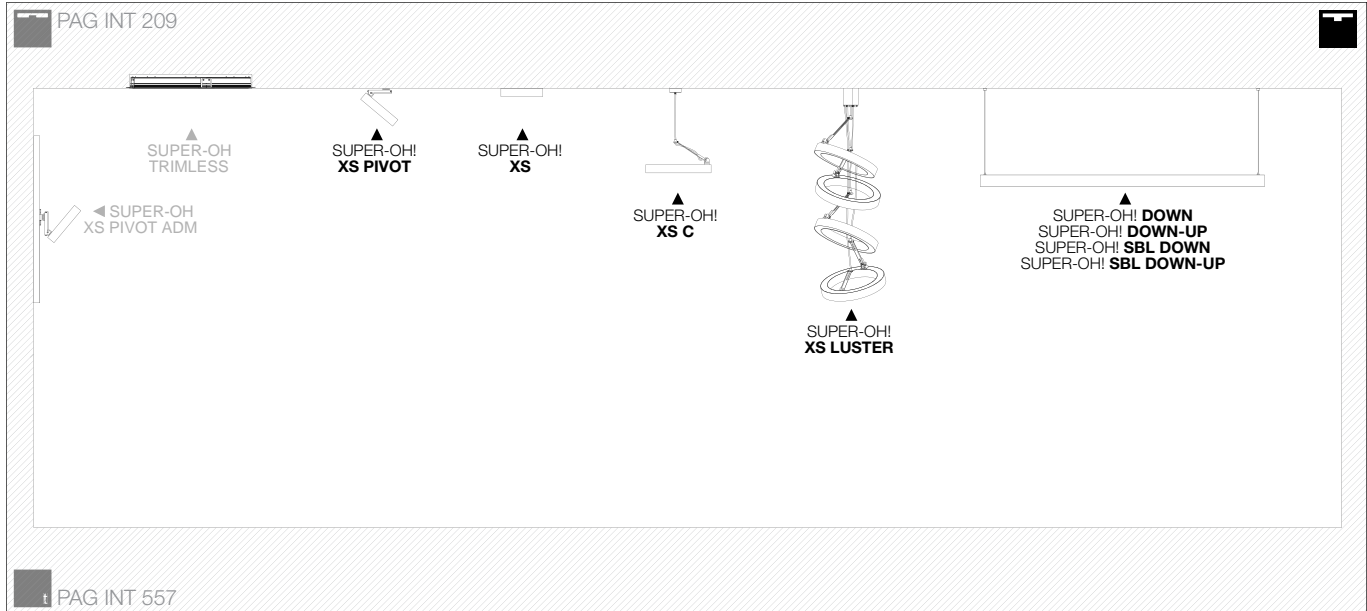 PAG INT 209
SUPER-OH
TRIMLESS
SUPER-OH!
XS PIVOT
SUPER-OH!
XS
◄ SUPER-OH
XS PIVOT ADM
SUPER-OH!
XS C
SUPER-OH!
XS LUSTER
SUPER-OH! DOWN
SUPER-OH! DOWN-UP
SUPER-OH! SBL DOWN
SUPER-OH! SBL DOWN-UP
t PAG INT 557